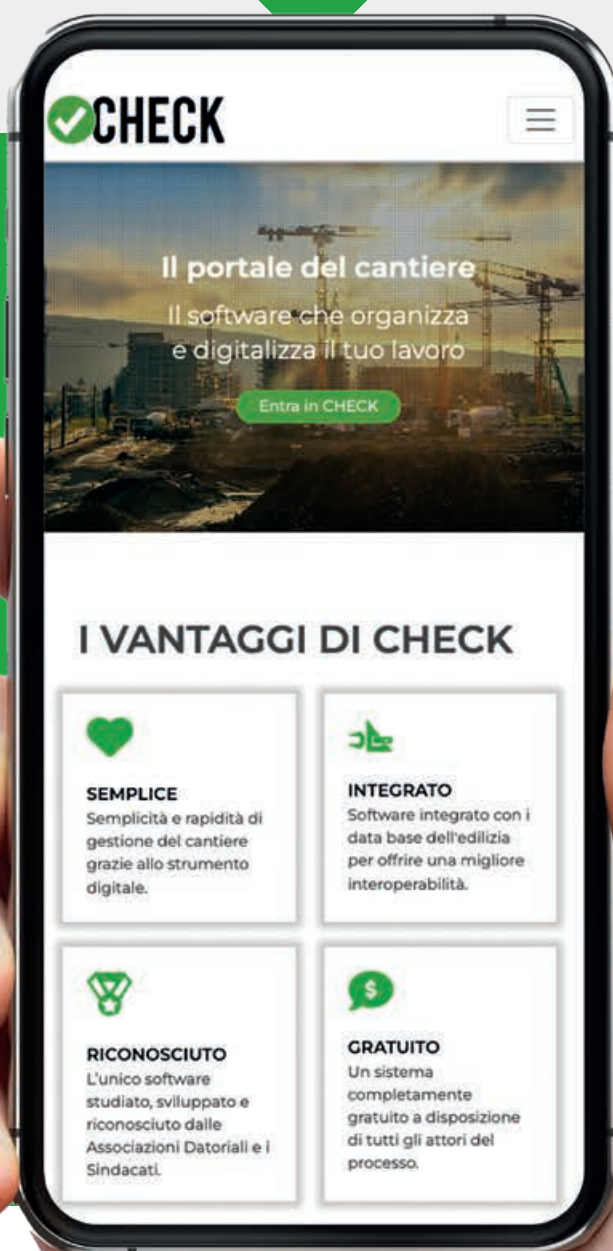 CHECK
Il portale del cantiere
Il software che organizza
e digitalizza il tuo lavoro
Entra in CHECK
I VANTAGGI DI CHECK
SEMPLICE
Semplicità e rapidità di
gestione del cantiere
grazie allo strumento
digitale.
INTEGRATO
Software integrato con i
data base dell'edilizia
per offrire una migliore
interoperabilità.
RICONOSCIUTO
L'unico software
studiato, sviluppato e
riconosciuto dalle
Associazioni Datoriali e i
Sindacati.
GRATUITO
Un sistema
completamente
gratuito a disposizione
di tutti gli attori del
processo.